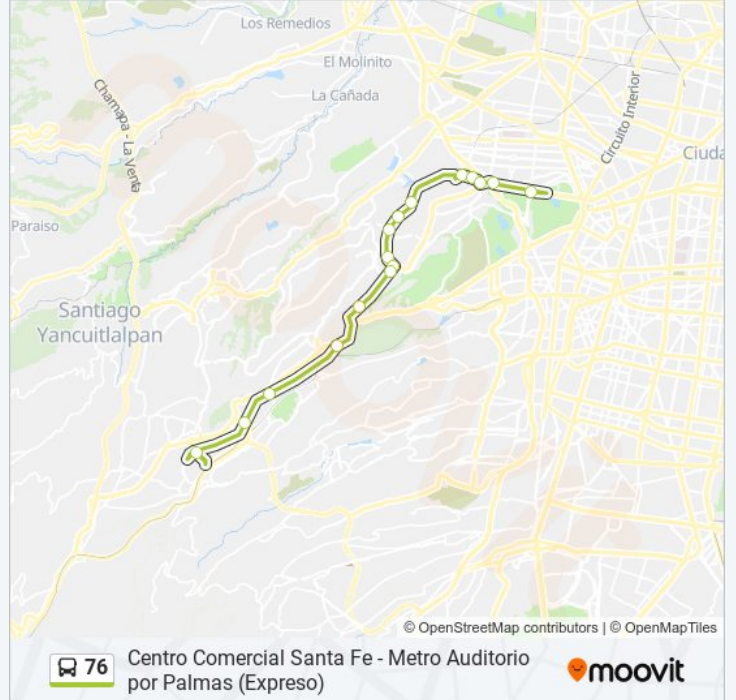 Los Remedios
El Molinito
La Cañada
Chamapa - La Venta
Circuito Interior
Ciuda
Paraiso
Santiago
Yancuitlalpan
© OpenStreetMap contributors | © OpenMapTiles
76
Centro Comercial Santa Fe - Metro Auditorio
por Palmas (Expreso)
moovit